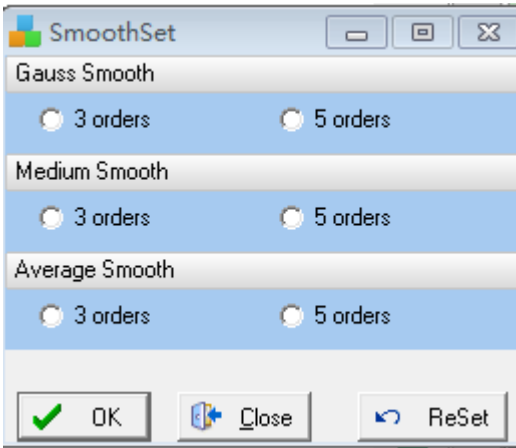 SmoothSet
Gauss Smooth
3 orders 5 orders
Medium Smooth
3 orders 5 orders
Average Smooth
3 orders 5 orders
OK Close ReSet